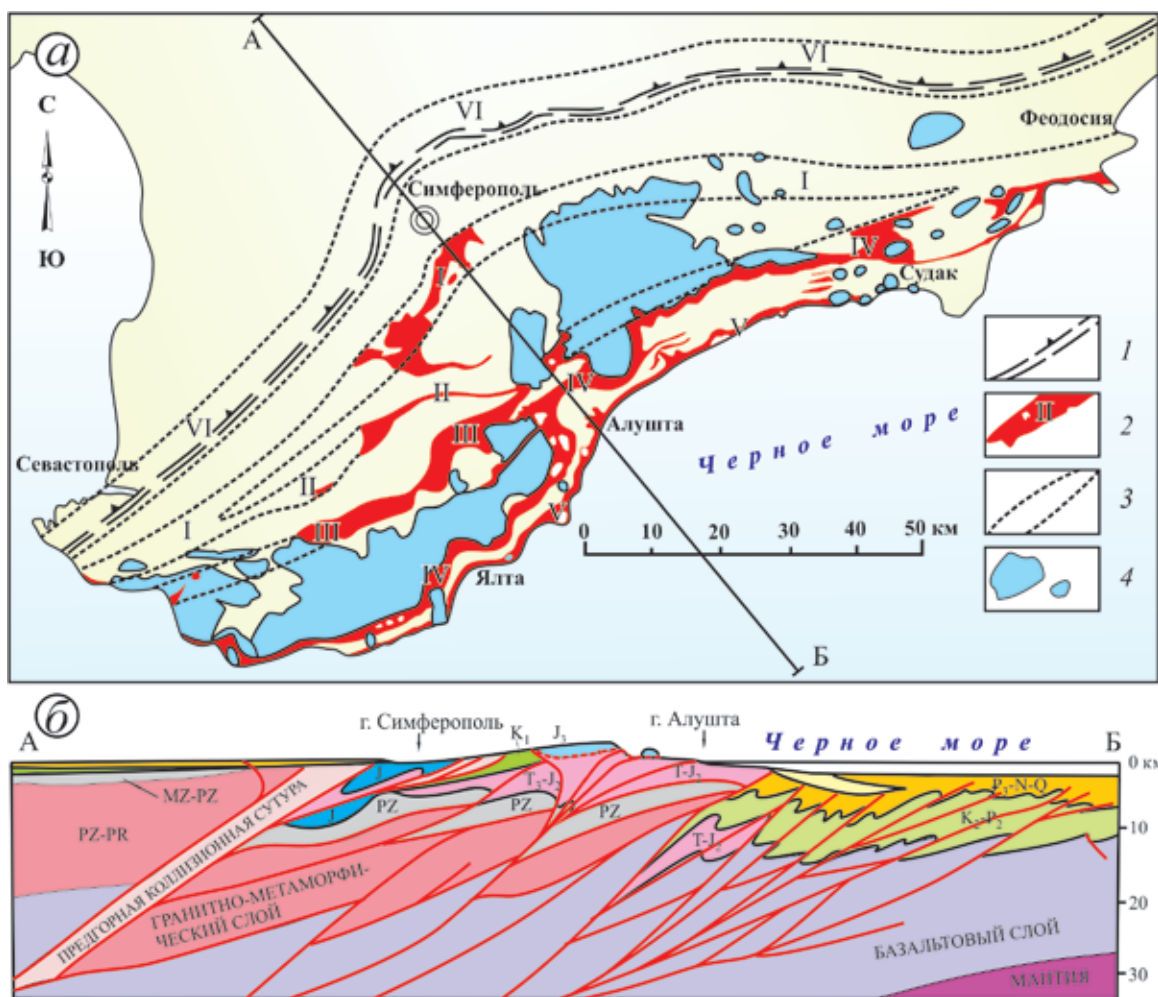 а
А
VI
VI
С
Ю
VI
Феодосия
Симферополь
I
I
IV
Судак
V
II
IV
Алушта
III
VI
Севастополь
II
Черное море
V
I
III
0 10 20 30 40 50 км
IV
Ялта
Б
1
II 2
3
4
б
А
г. Симферополь
г. Алушта
Черное море
Б
K₁
J₃
0 км
MZ-PZ
J
T₃-J₂
T-J₂
P₃-N-Q
PZ
PZ
PZ
PZ-PR
J
K₂-P₂
10
T-J₂
ПРЕДГОРНАЯ КОЛЛИЗИОННАЯ СУТУРА
ГРАНИТНО-МЕТАМОРФИ-
ЧЕСКИЙ СЛОЙ
20
БАЗАЛЬТОВЫЙ СЛОЙ
МАНТИЯ
30